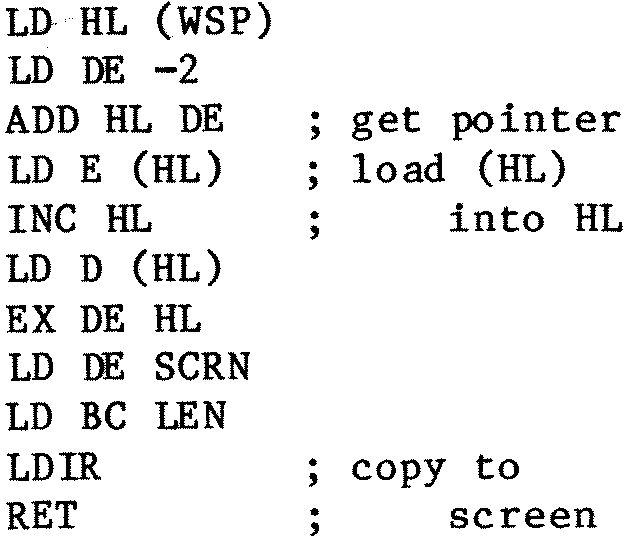 LD HL (WSP)
LD DE -2
ADD HL DE ; get pointer
LD E (HL) ; load (HL)
INC HL ; into HL
LD D (HL)
EX DE HL
LD DE SCRN
LD BC LEN
LDIR ; copy to
RET ; screen